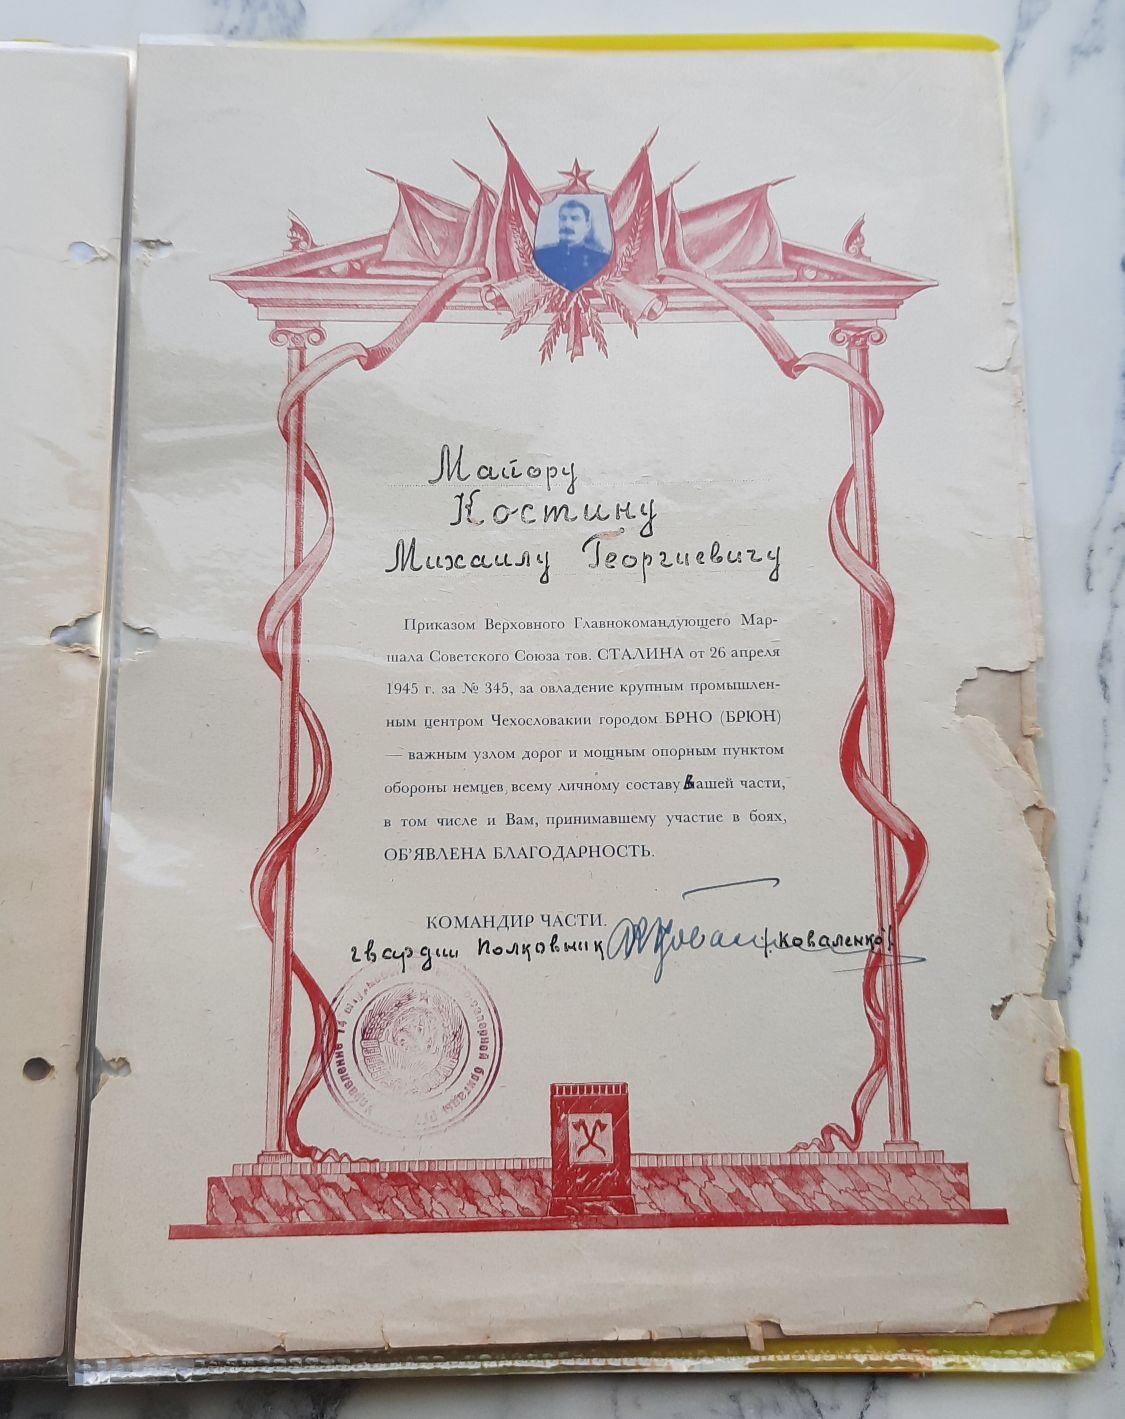 Майору
Костину
Михаилу Георгиевичу
Приказом Верховного Главнокомандующего Мар-
шала Советского Союза тов. СТАЛИНА от 26 апреля
1945 г. за № 345, за овладение крупным промышлен-
ным центром Чехословакии городом БРНО (БРЮН)
— важным узлом дорог и мощным опорным пунктом
обороны немцев, всему личному составу Вашей части,
в том числе и Вам, принимавшему участие в боях,
ОБ'ЯВЛЕНА БЛАГОДАРНОСТЬ.
КОМАНДИР ЧАСТИ.
гвардии Полковник (Коваленко)
Управление 14 бригады